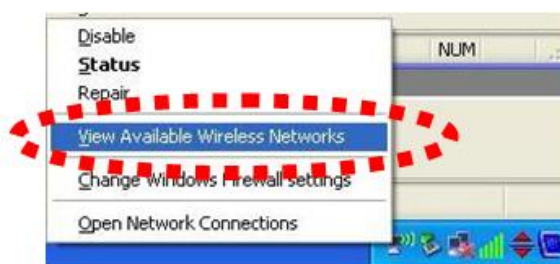 Disable
NUM
Status
Repair
View Available Wireless Networks
Change Windows Firewall settings
Open Network Connections